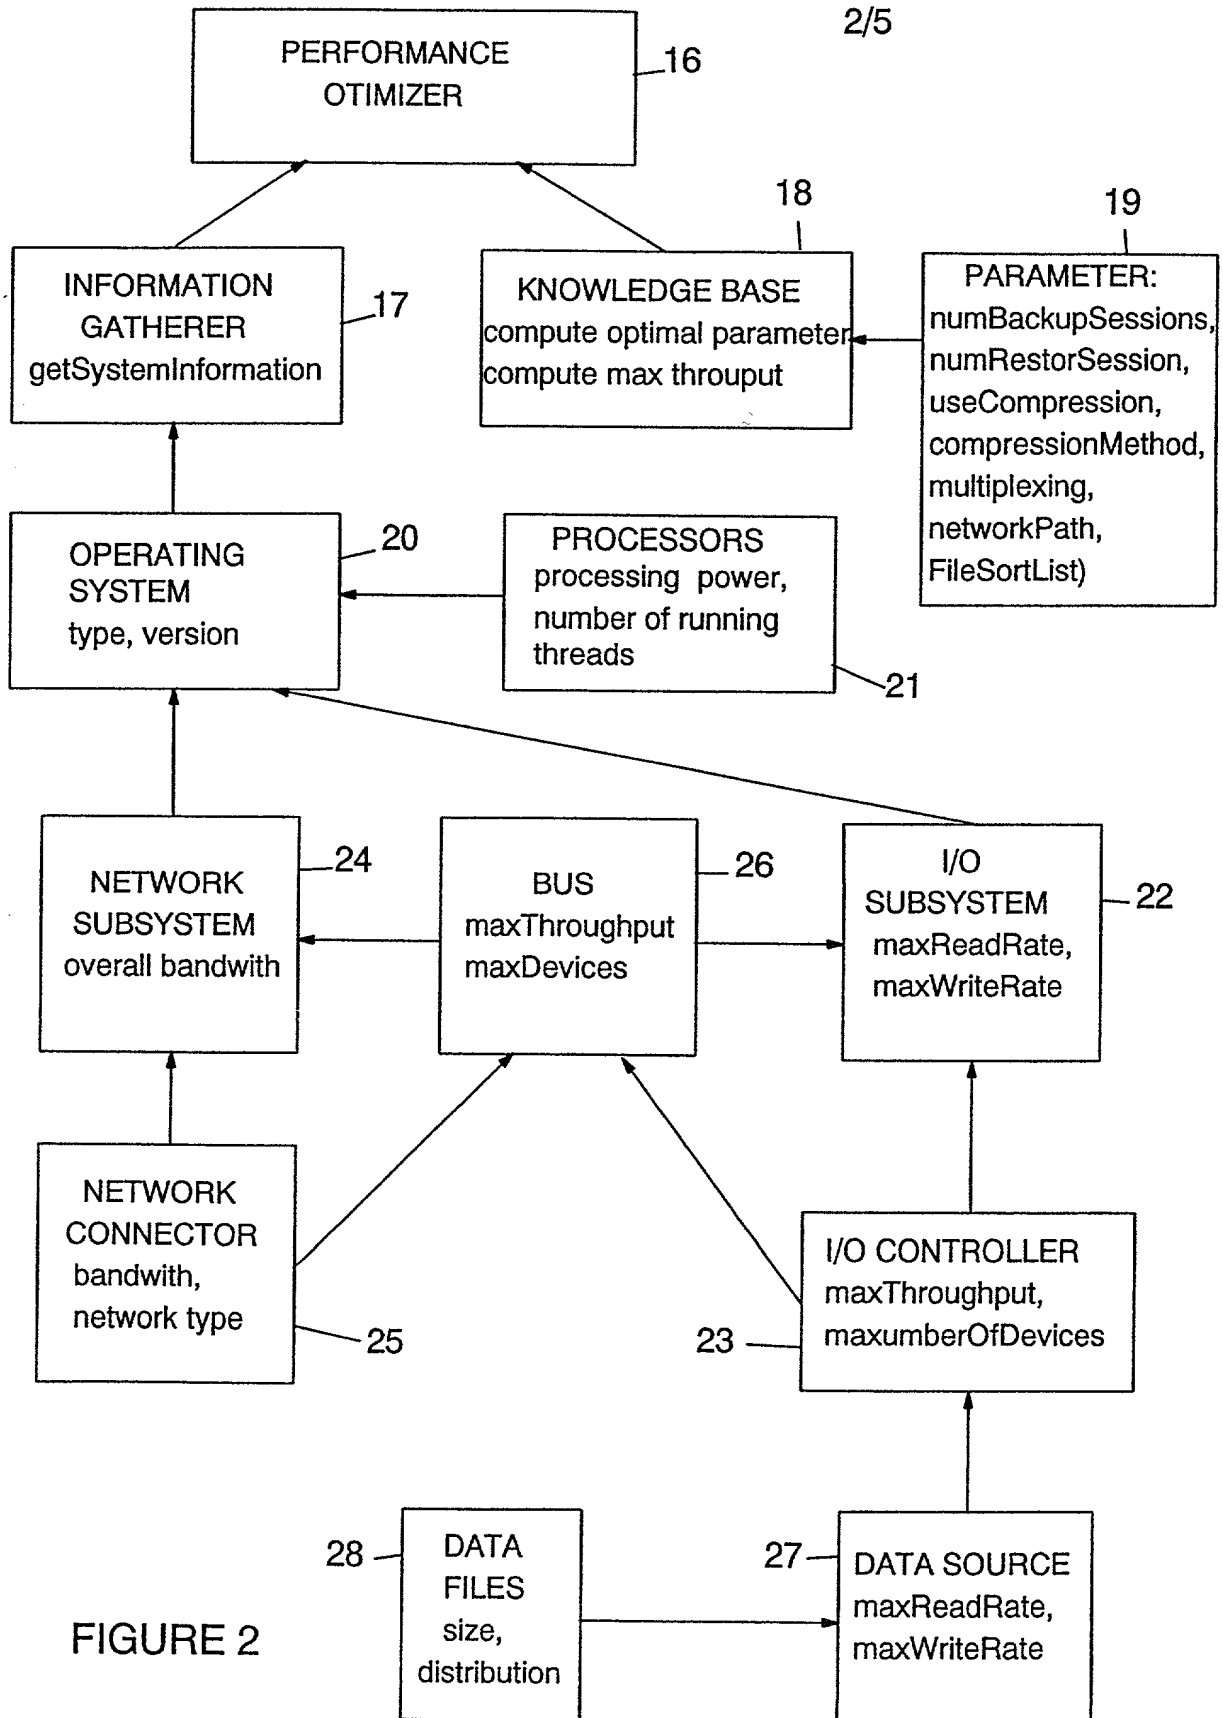 2/5
PERFORMANCE
OTIMIZER
16
18
19
INFORMATION
GATHERER
getSystemInformation
17
KNOWLEDGE BASE
compute optimal parameter
compute max throuput
PARAMETER:
numBackupSessions,
numRestorSession,
useCompression,
compressionMethod,
multiplexing,
networkPath,
FileSortList)
OPERATING
SYSTEM
type, version
20
PROCESSORS
processing power,
number of running
threads
21
NETWORK
SUBSYSTEM
overall bandwith
24
BUS
maxThroughput
maxDevices
26
I/O
SUBSYSTEM
maxReadRate,
maxWriteRate
22
NETWORK
CONNECTOR
bandwith,
network type
25
I/O CONTROLLER
maxThroughput,
maxumberOfDevices
23
28
DATA
FILES
size,
distribution
27
DATA SOURCE
maxReadRate,
maxWriteRate
FIGURE 2